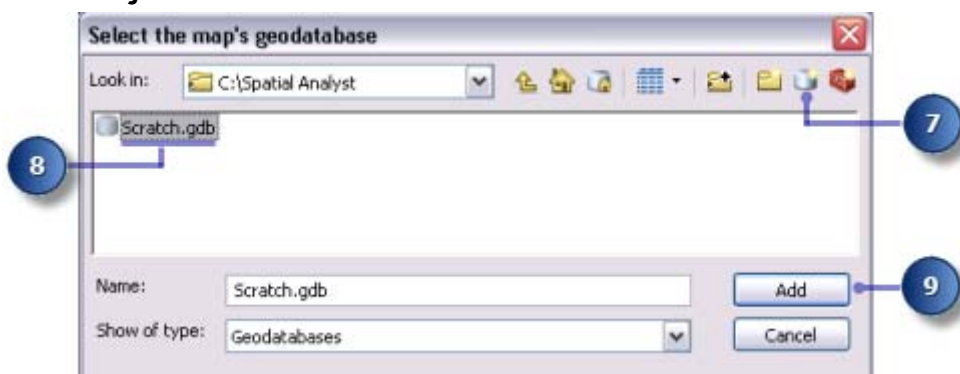 Select the map's geodatabase
Look in: C:\Spatial Analyst
7
Scratch.gdb
8
Name: Scratch.gdb Add
9
Show of type: Geodatabases Cancel